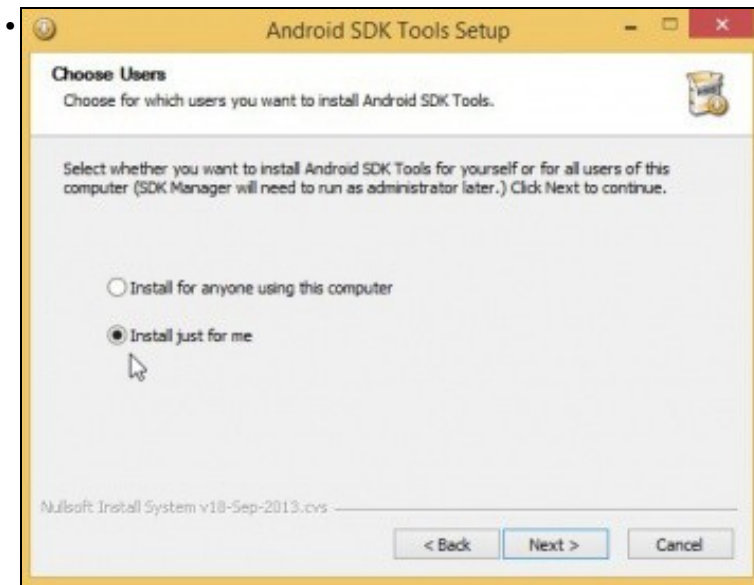 Android SDK Tools Setup
Choose Users
Choose for which users you want to install Android SDK Tools.
Select whether you want to install Android SDK Tools for yourself or for all users of this
computer (SDK Manager will need to run as administrator later.) Click Next to continue.
Install for anyone using this computer
Install just for me
Nullsoft Install System v18-Sep-2013.cvs
< Back Next > Cancel